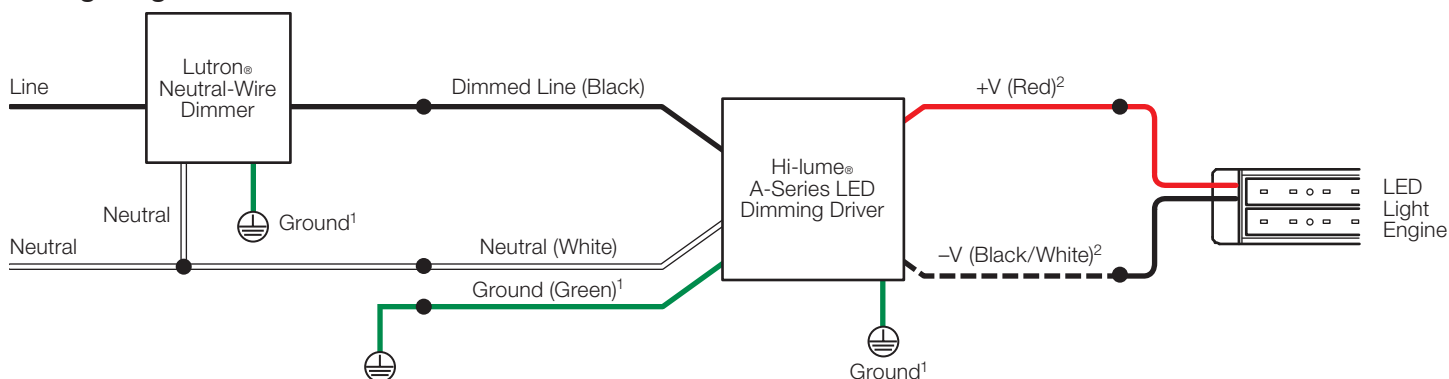 Line
Lutron®
Neutral-Wire
Dimmer
Dimmed Line (Black)
+V (Red)²
Hi-lume®
A-Series LED
Dimming Driver
LED
Light
Engine
Neutral
Ground¹
Neutral
Neutral (White)
–V (Black/White)²
Ground (Green)¹
Ground¹